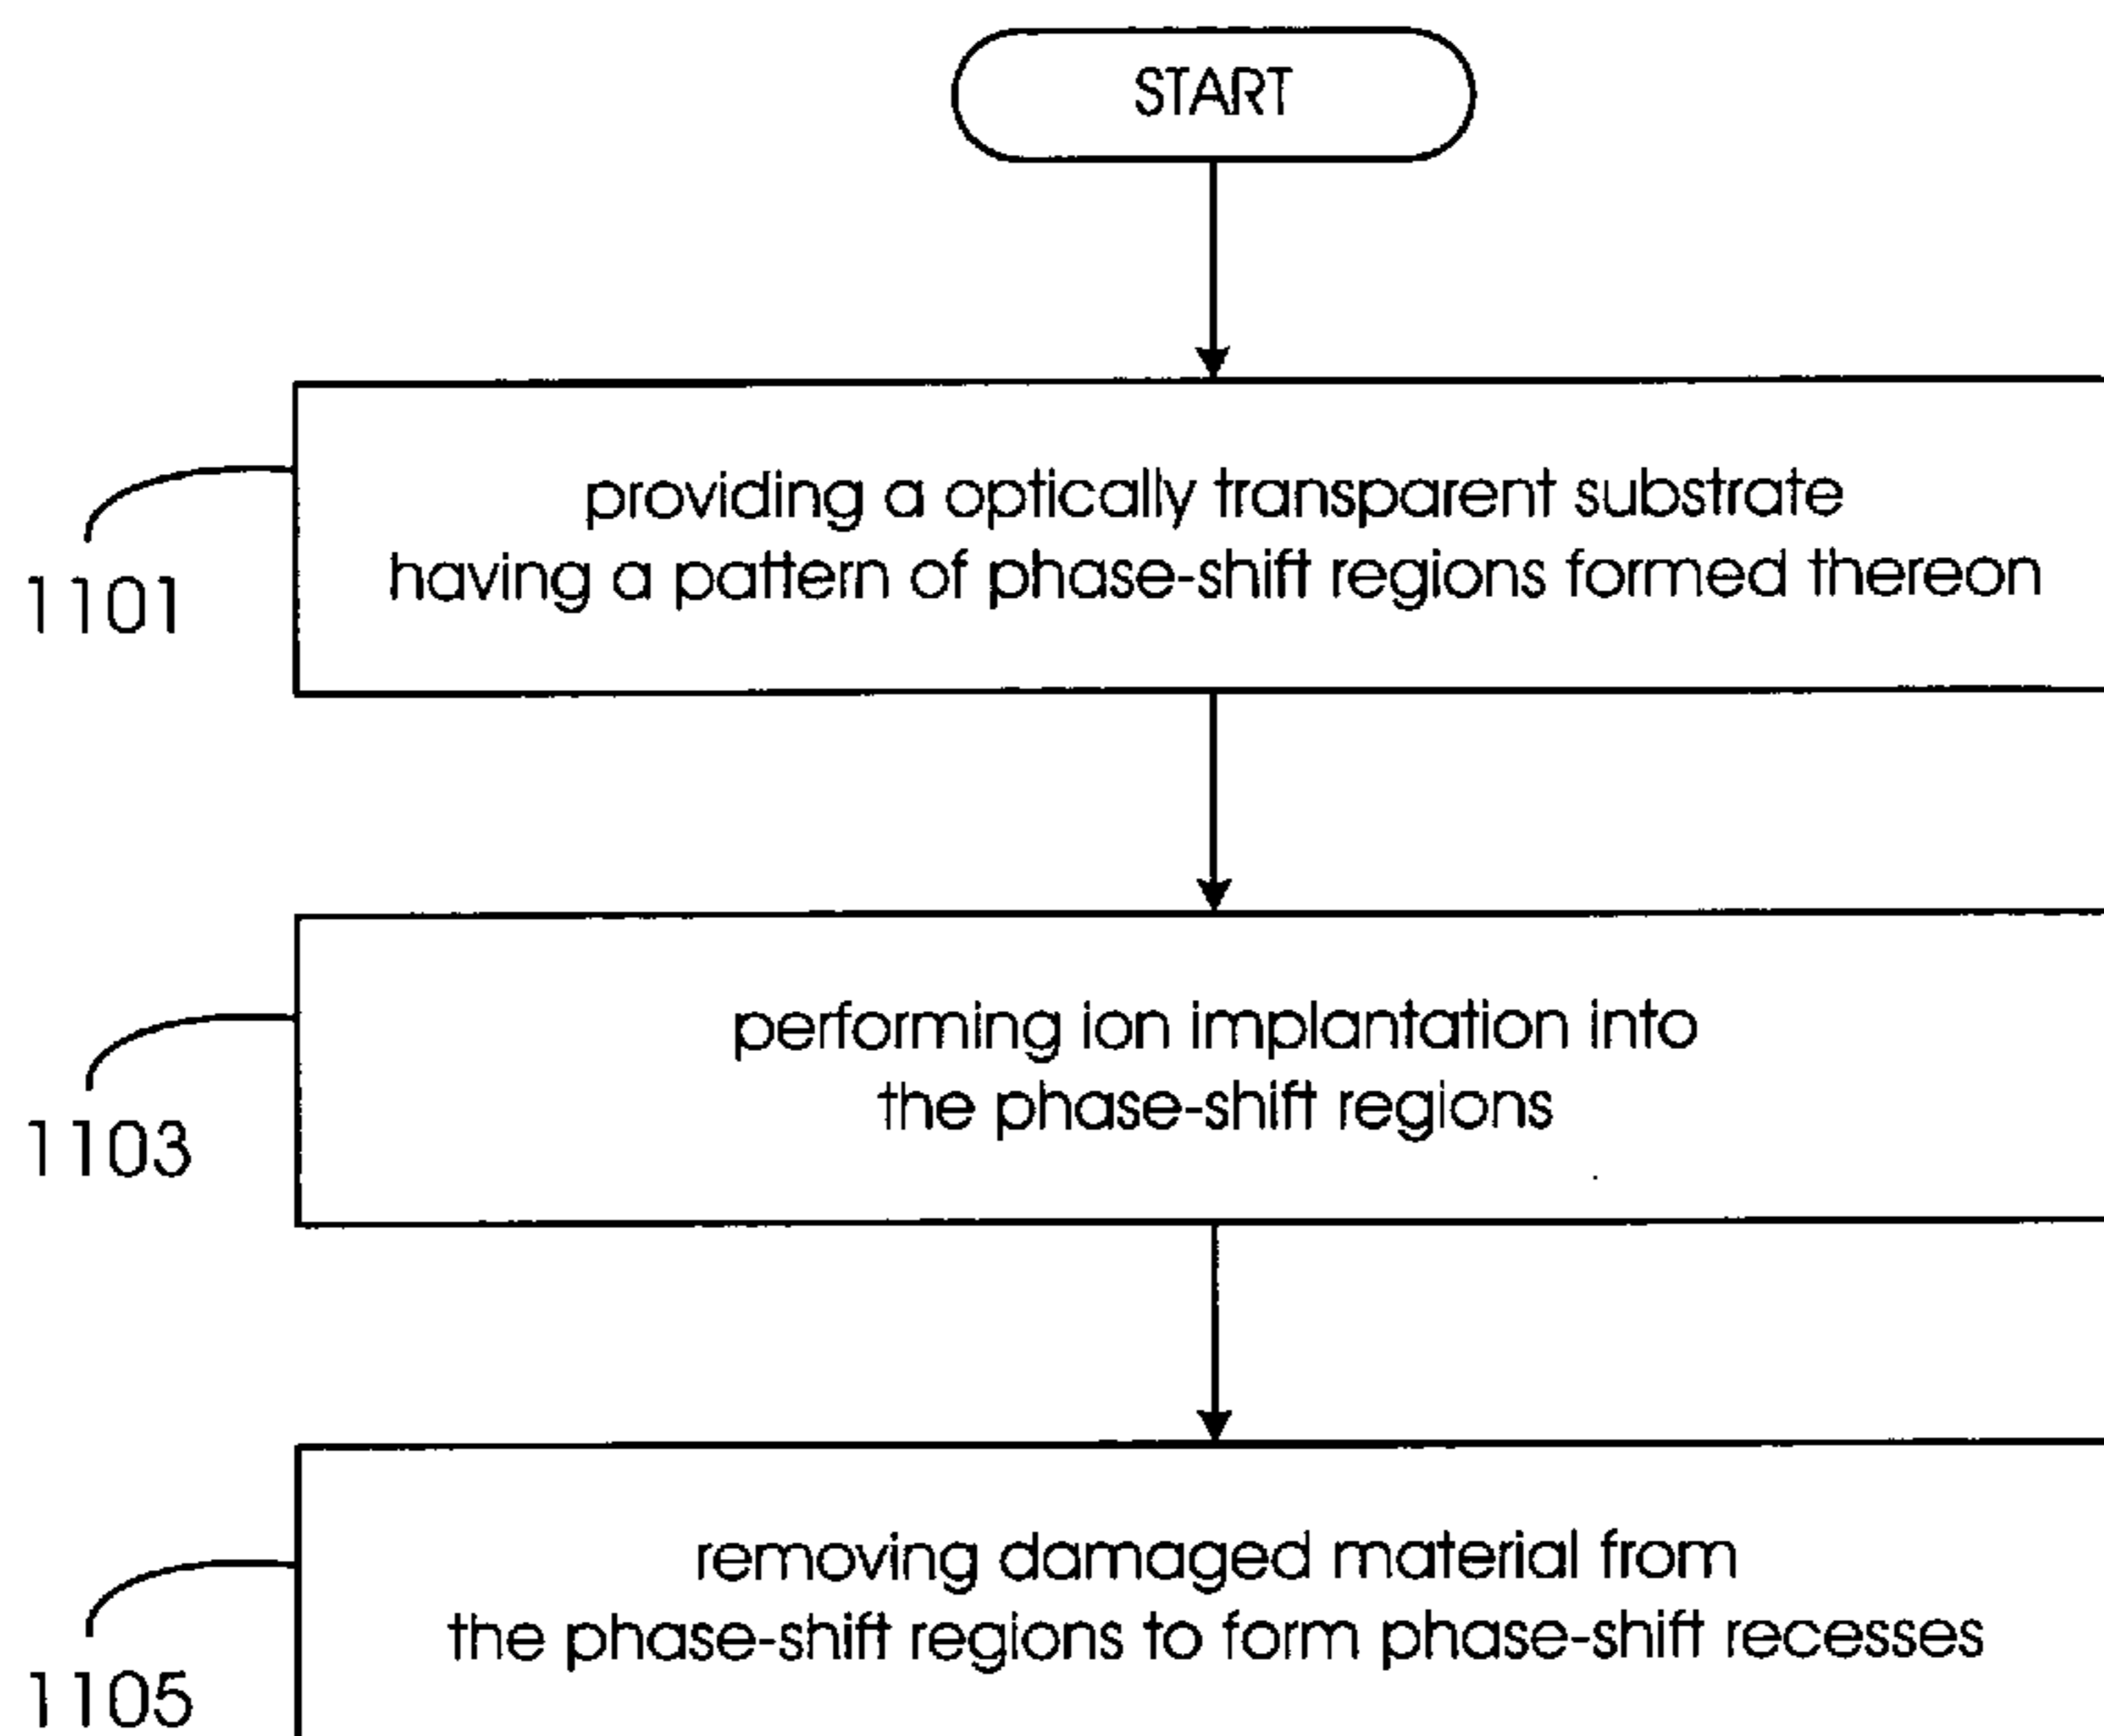 START
providing a optically transparent substrate
having a pattern of phase-shift regions formed thereon
1101
performing ion implantation into
the phase-shift regions
1103
removing damaged material from
the phase-shift regions to form phase-shift recesses
1105